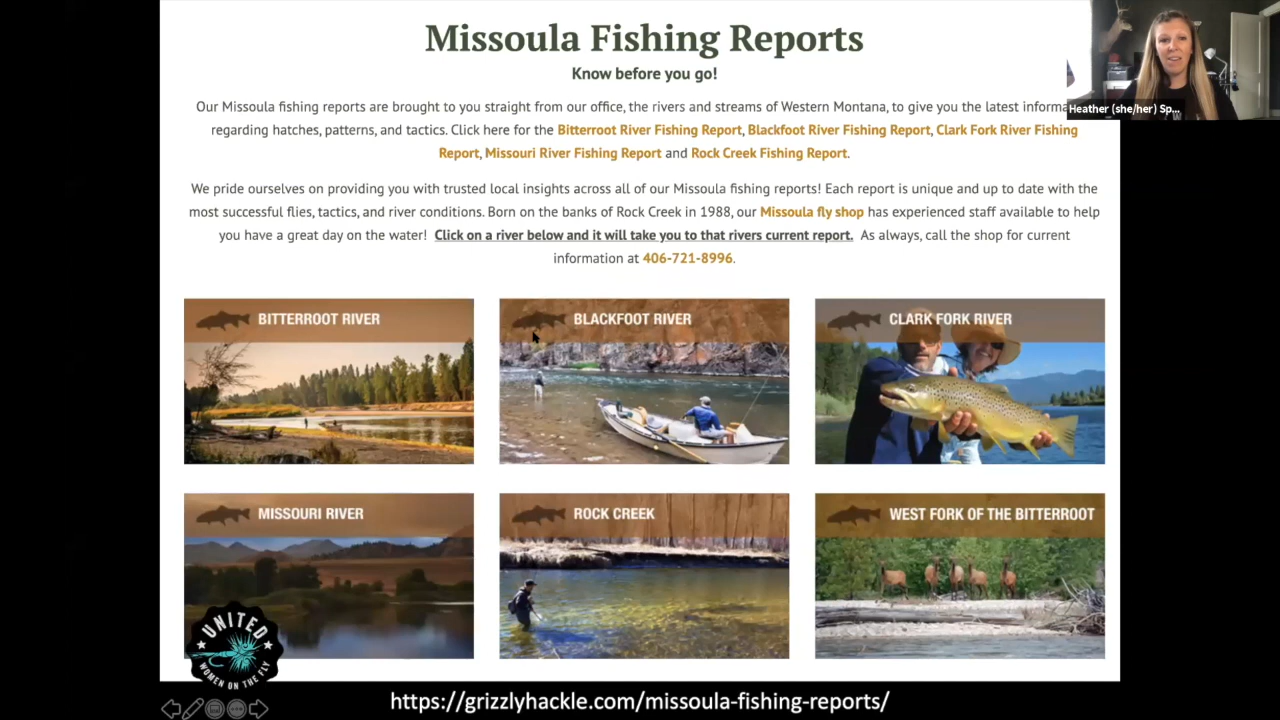 Missoula Fishing Reports
Know before you go!
Our Missoula fishing reports are brought to you straight from our office, the rivers and streams of Western Montana, to give you the latest
regarding hatches, patterns, and tactics. Click here for the Bitterroot River Fishing Report, Blackfoot River Fishing Report, Clark Fork River Fishing
Report, Missouri River Fishing Report and Rock Creek Fishing Report.
We pride ourselves on providing you with trusted local insights across all of our Missoula fishing reports! Each report is unique and up to date with the
most successful flies, tactics, and river conditions. Born on the banks of Rock Creek in 1988, our Missoula fly shop has experienced staff available to help
you have a great day on the water! Click on a river below and it will take you to that rivers current report. As always, call the shop for current
information at 406-721-8996.
Heather (she/her) Sp...
BITTERROOT RIVER
BLACKFOOT RIVER
CLARK FORK RIVER
MISSOURI RIVER
ROCK CREEK
WEST FORK OF THE BITTERROOT
UNITED
WOMEN ON THE FLY
https://grizzlyhackle.com/missoula-fishing-reports/